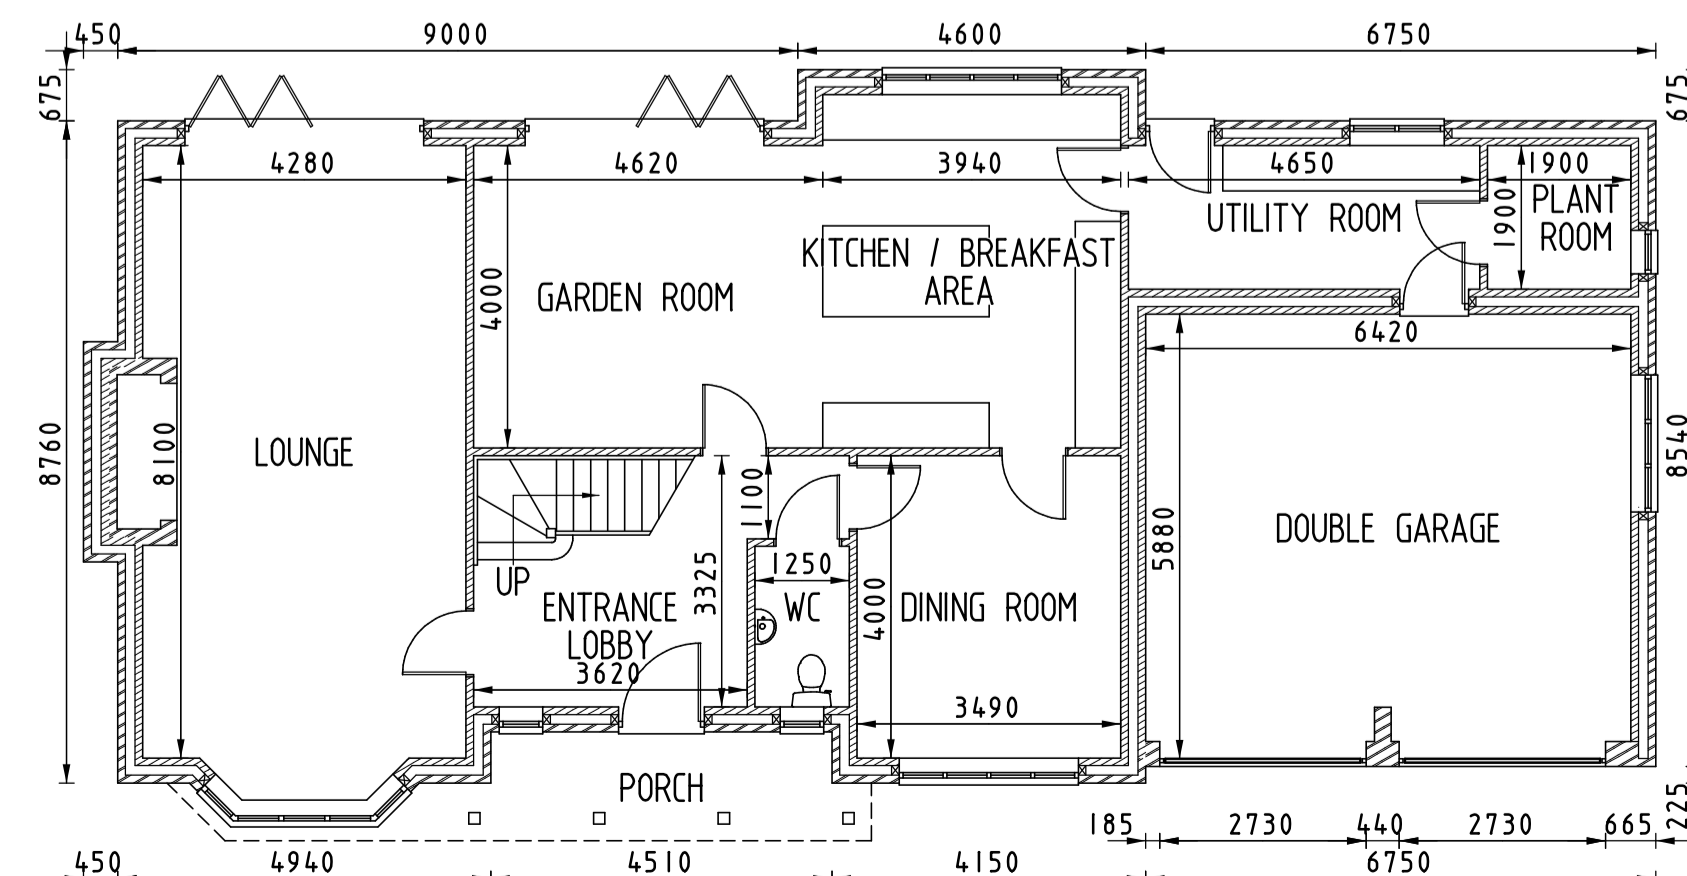 450 9000 4600 6750
675 675
4280 4620 3940 4650 1900
1900
PLANT
ROOM
UTILITY ROOM
KITCHEN / BREAKFAST
AREA
GARDEN ROOM
4000
6420
8760
8100
LOUNGE
8540
1100
5880
DOUBLE GARAGE
UP
3325
1250
4000
ENTRANCE
LOBBY
WC
DINING ROOM
3620
3490
PORCH
225
185 2730 440 2730 665
450 4940 4510 4150 6750